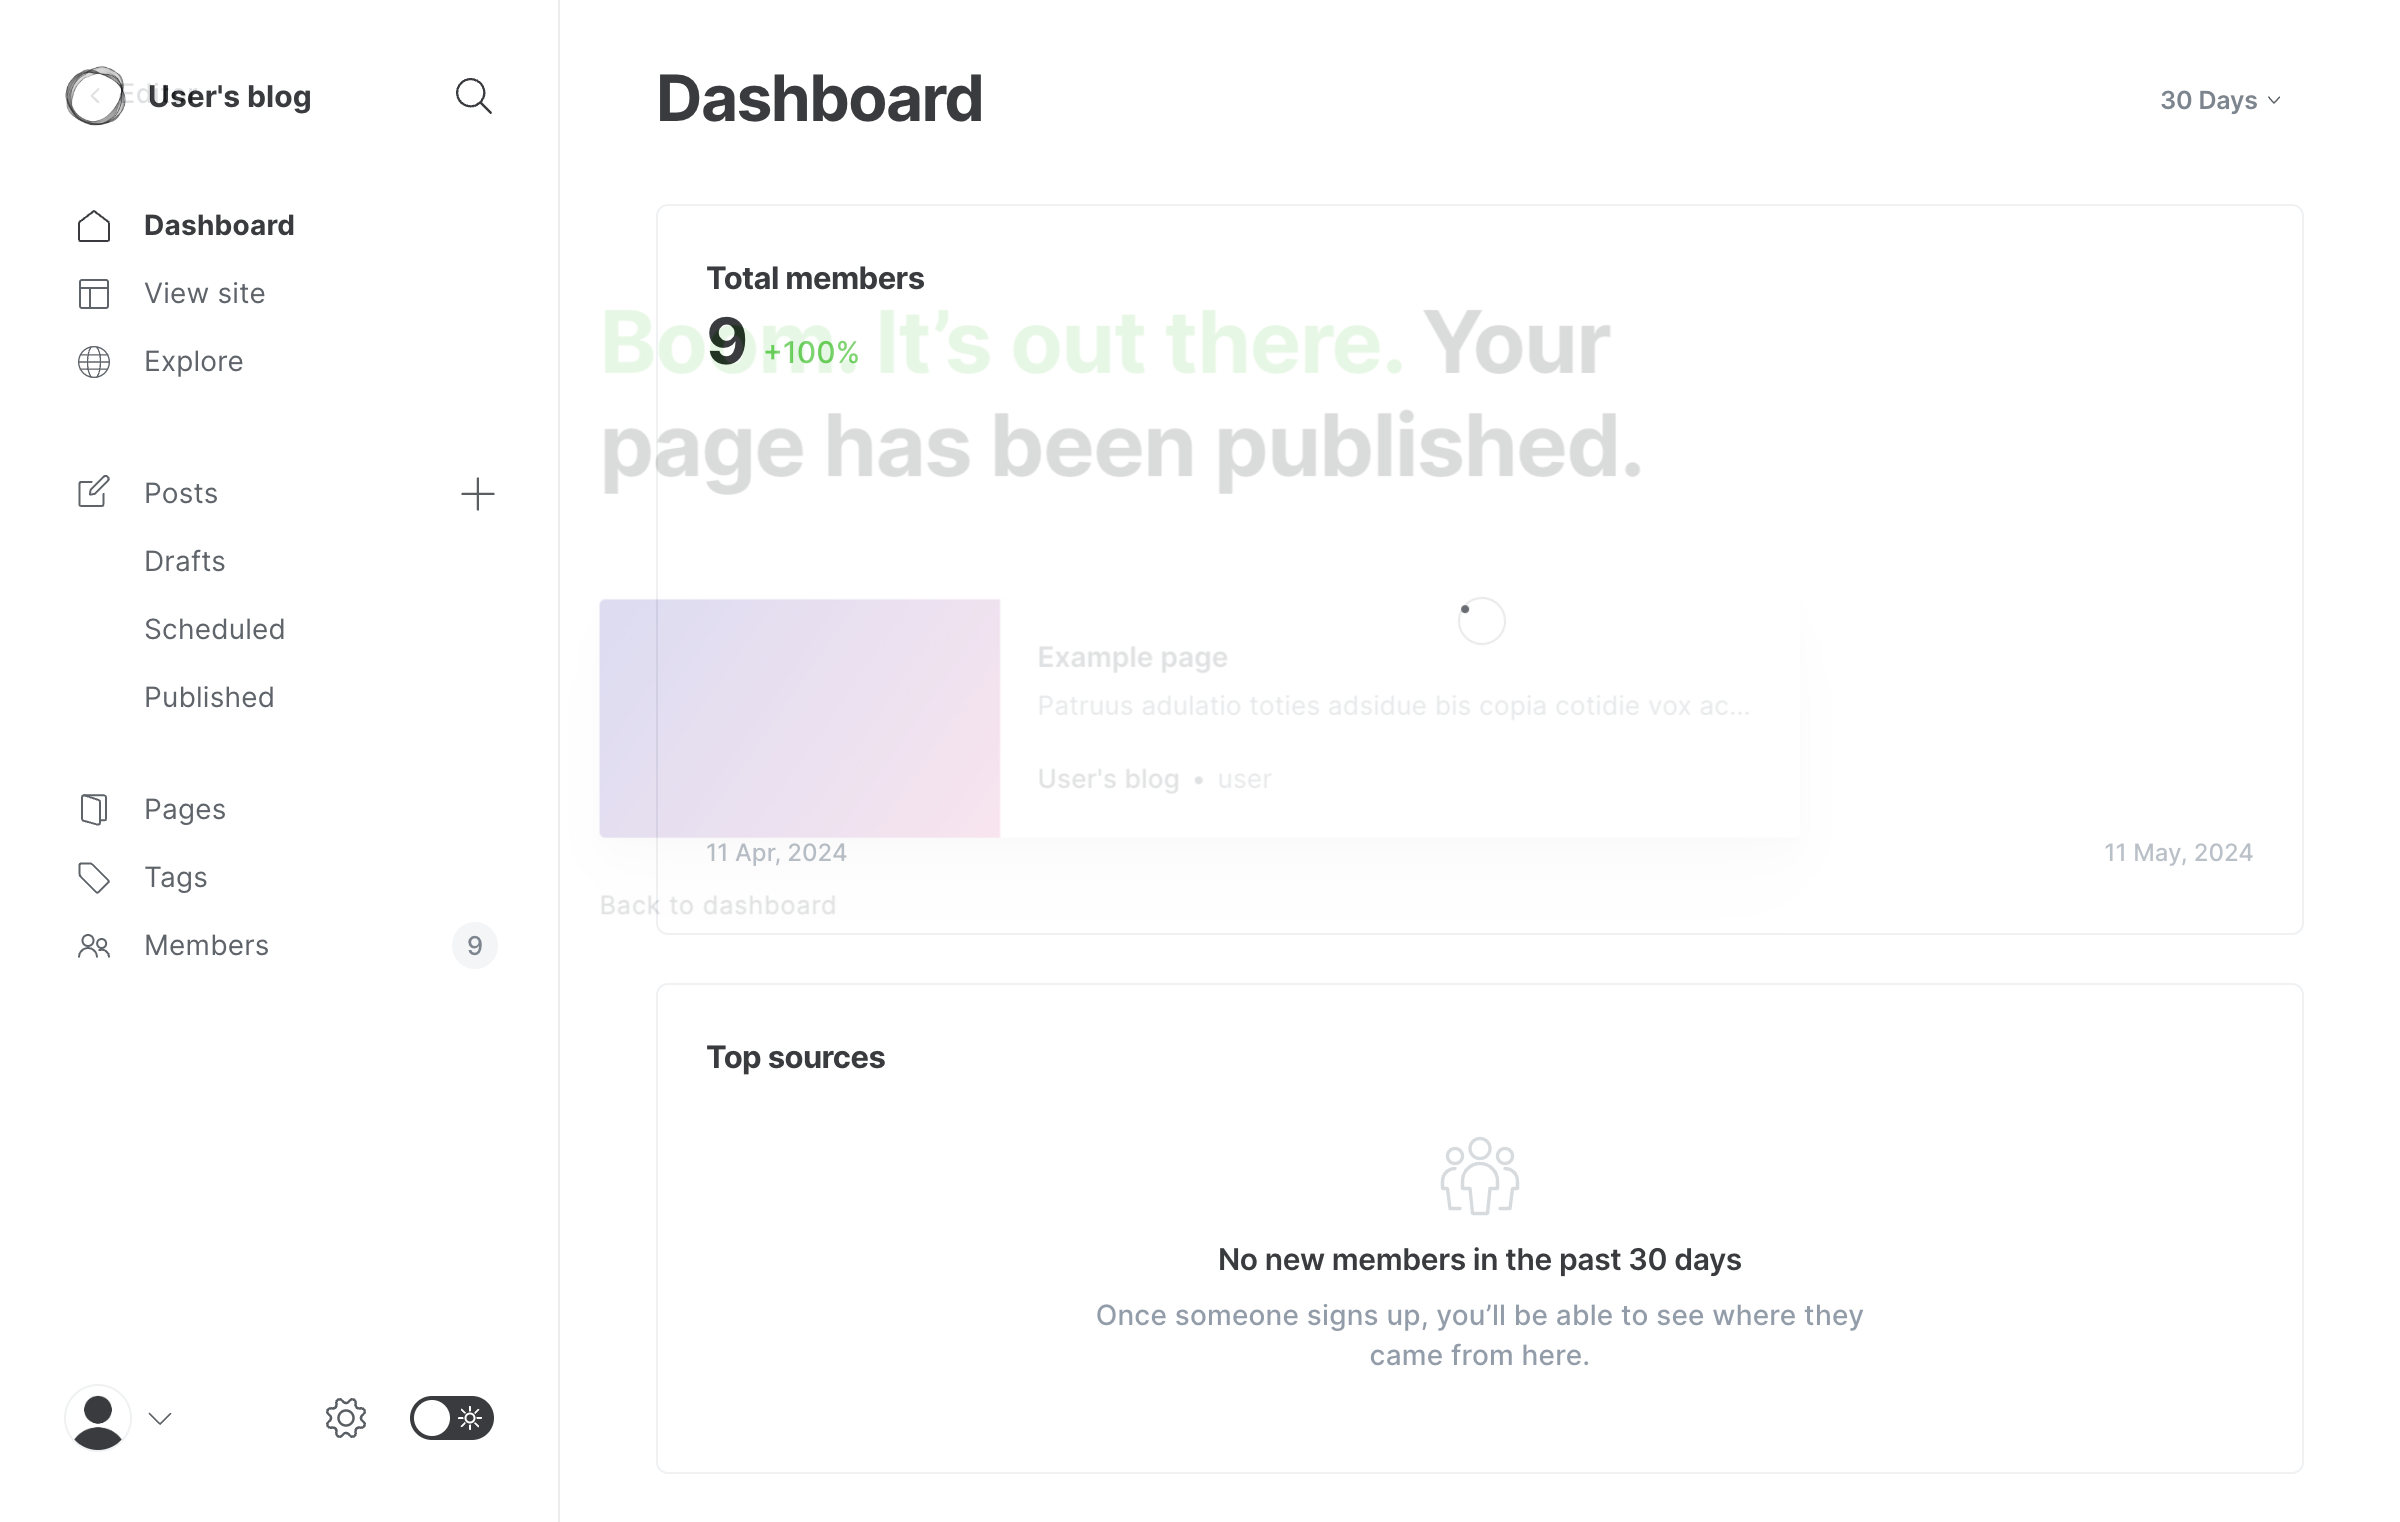 User's blog
Dashboard
View site
Explore
Posts
Drafts
Scheduled
Published
Pages
Tags
Members
9
Dashboard
30 Days
Total members
9 +100%
Boom. It’s out there. Your
page has been published.
Example page
Patruus adulatio toties adsidue bis copia cotidie vox ac...
User's blog • user
11 Apr, 2024
11 May, 2024
Back to dashboard
Top sources
No new members in the past 30 days
Once someone signs up, you’ll be able to see where they
came from here.